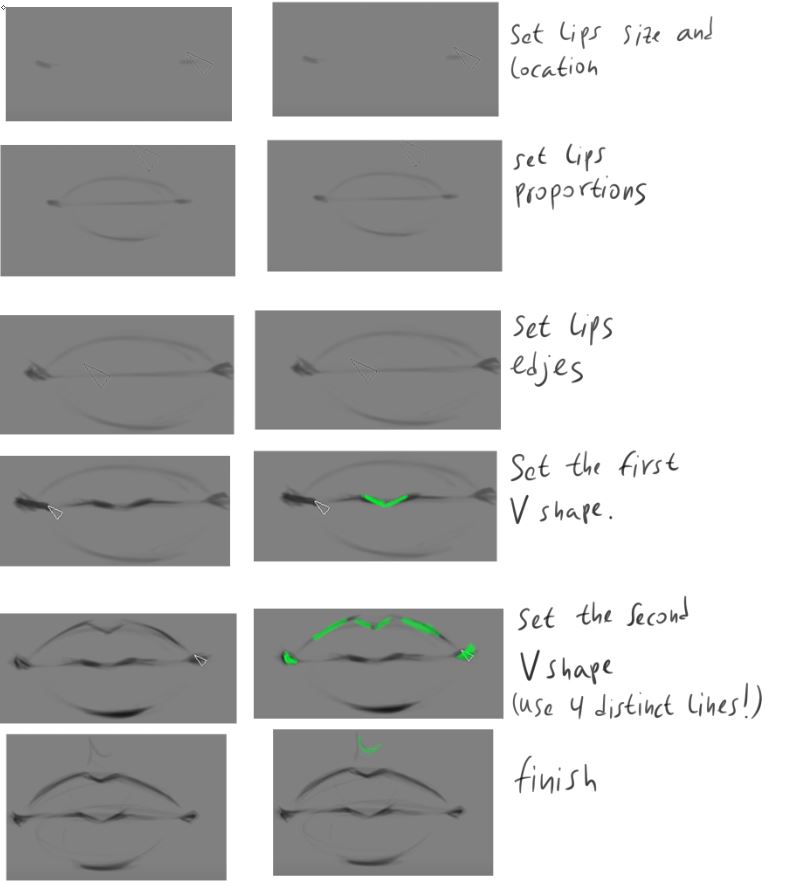 Set Lips size and
location
set Lips
proportions
Set Lips
edjes
Set the first
V shape.
Set the second
V shape
(use 4 distinct lines!)
finish